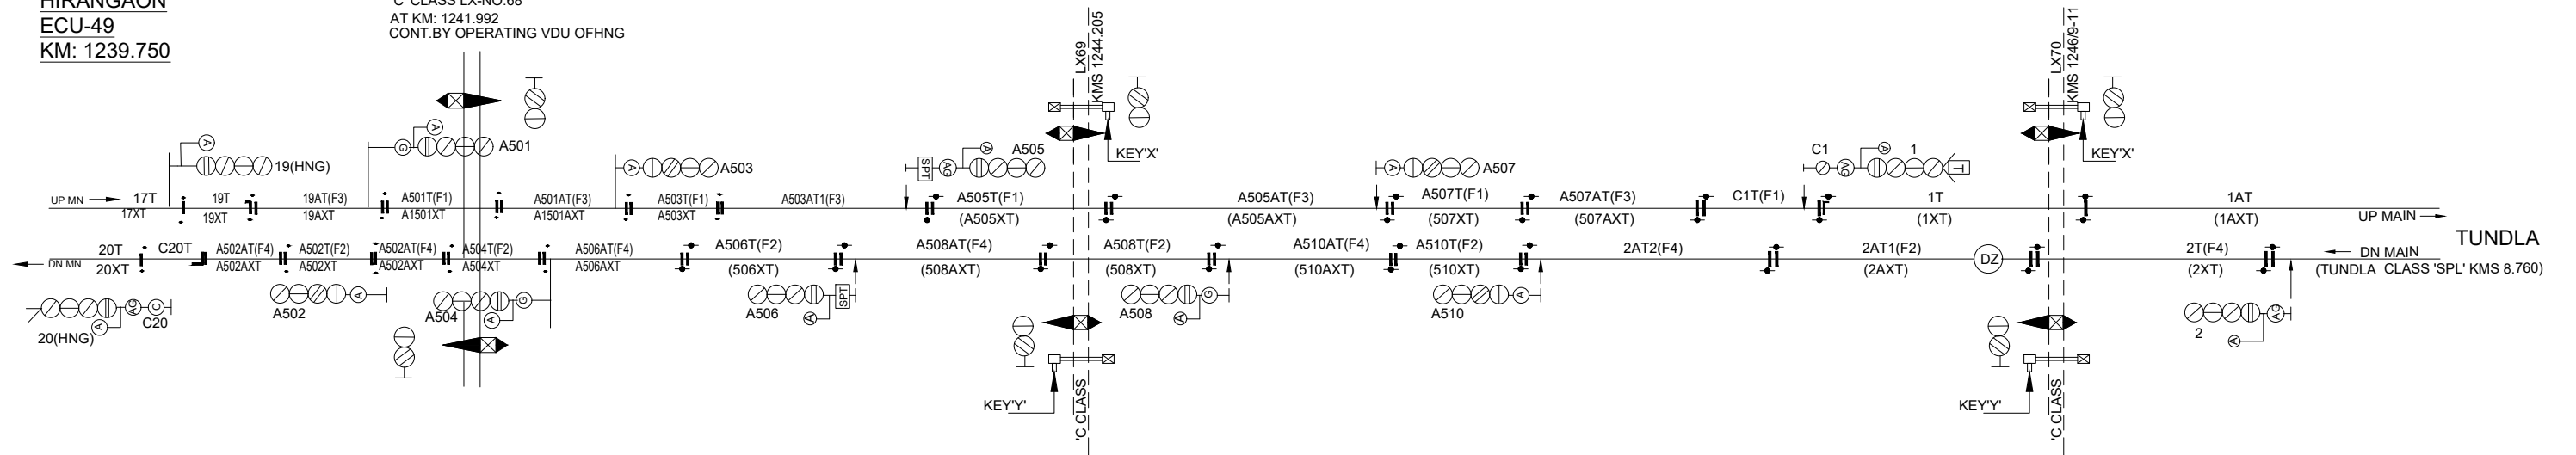 HIRANGAON
ECU-49
KM: 1239.750
'C' CLASS LX-NO.68
AT KM: 1241.992
CONT.BY OPERATING VDU OFHNG
LX69
KMS 1244.205
LX70
KMS 1246/9-11
KEY'X'
KEY'X'
A
19(HNG)
A
G
A501
A
A503
SPT
AG
A
A505
A
A507
C1
AG
A
1
T
UP MN
17T
19T
19AT(F3)
A501T(F1)
A501AT(F3)
A503T(F1)
A503AT1(F3)
A505T(F1)
A505AT(F3)
A507T(F1)
A507AT(F3)
C1T(F1)
1T
1AT
17XT
19XT
19AXT
A1501XT
A1501AXT
A503XT
(A505XT)
(A505AXT)
(507XT)
(507AXT)
(1XT)
(1AXT)
UP MAIN
TUNDLA
20T
C20T
A502AT(F4)
A502T(F2)
A502AT(F4)
A504T(F2)
A506AT(F4)
A506T(F2)
A508AT(F4)
A508T(F2)
A510AT(F4)
A510T(F2)
2AT2(F4)
2AT1(F2)
DZ
2T(F4)
DN MAIN
DN MN
20XT
A502AXT
A502XT
A502AXT
A504XT
A506AXT
(506XT)
(508AXT)
(508XT)
(510AXT)
(510XT)
(2AXT)
(2XT)
(TUNDLA CLASS 'SPL' KMS 8.760)
20(HNG)
A
AG
C
C20
A502
A
A504
A
G
A506
A
SPT
A508
A
G
A510
A
2
A
AG
KEY'Y'
KEY'Y'
'C CLASS
'C CLASS